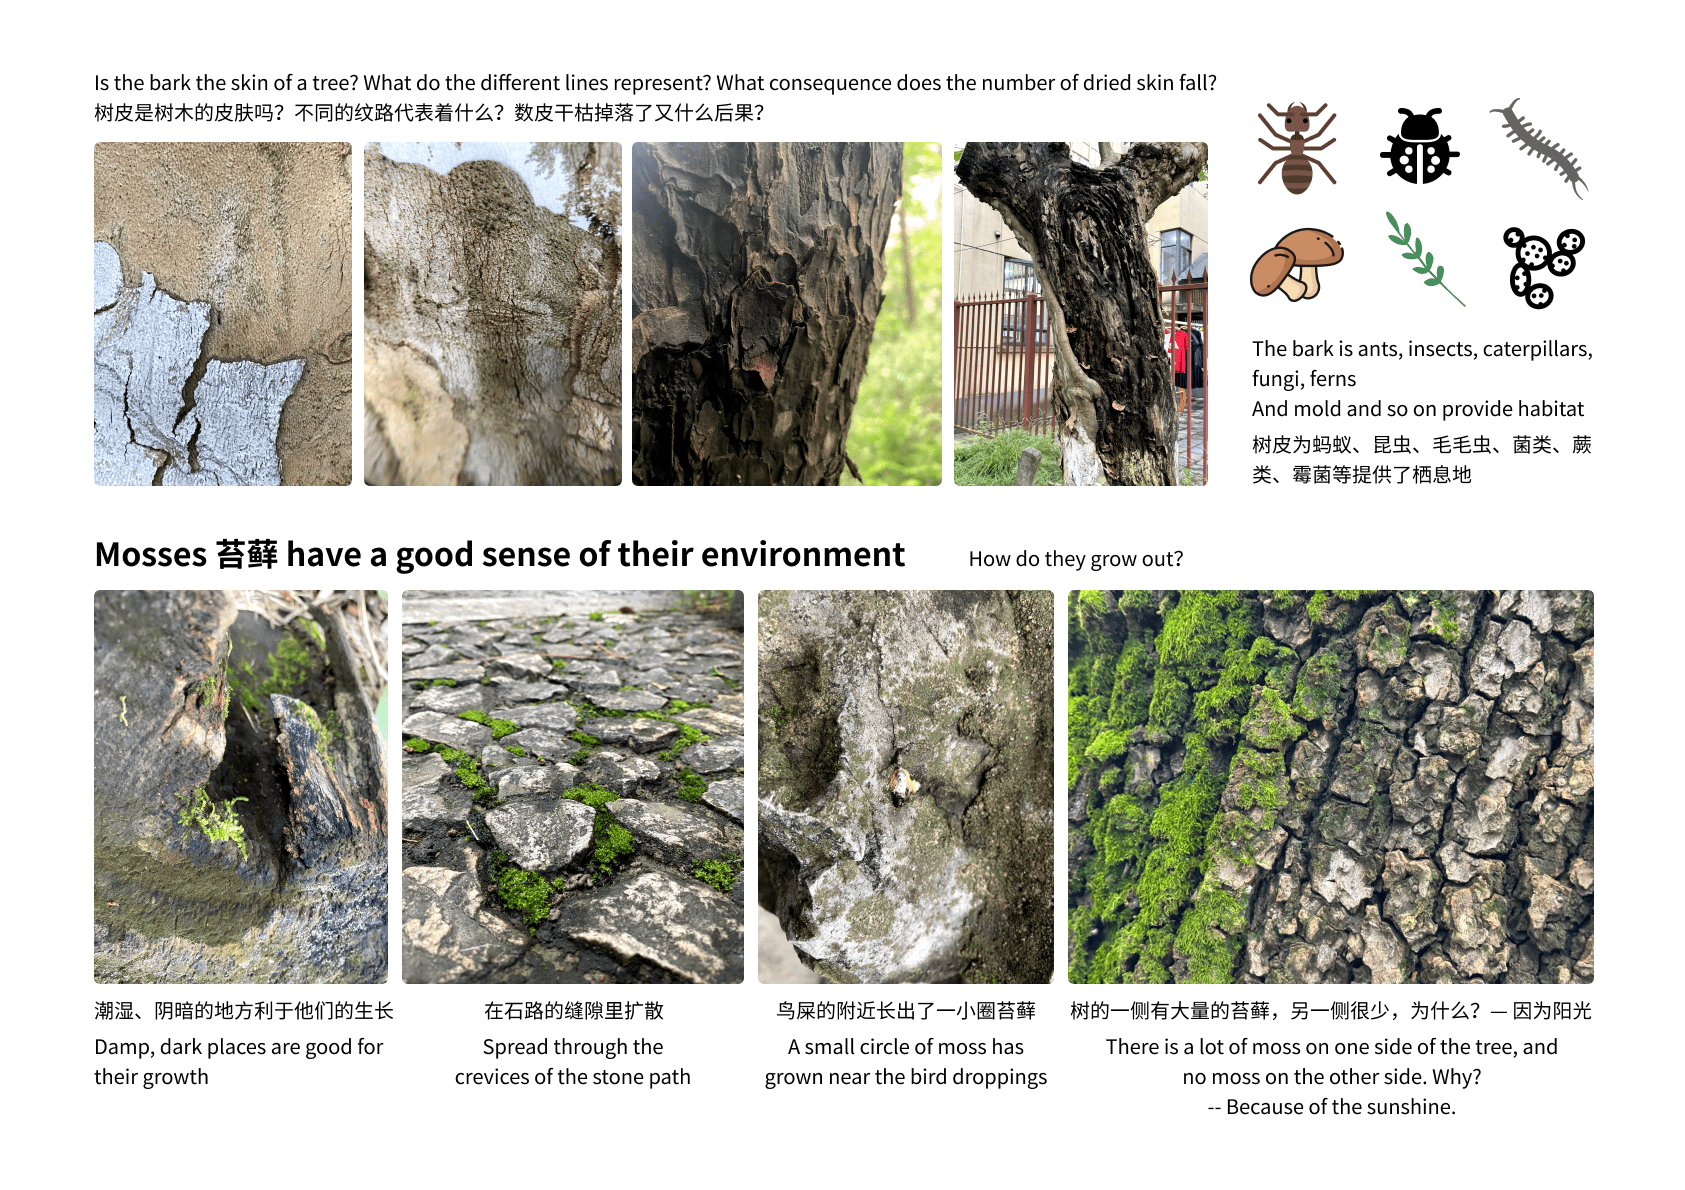 Is the bark the skin of a tree? What do the different lines represent? What consequence does the number of dried skin fall?
树皮是树木的皮肤吗？不同的纹路代表着什么？数皮干枯掉落了又什么后果？
The bark is ants, insects, caterpillars,
fungi, ferns
And mold and so on provide habitat
树皮为蚂蚁、昆虫、毛毛虫、菌类、蕨
类、霉菌等提供了栖息地
Mosses 苔藓 have a good sense of their environment
How do they grow out?
潮湿、阴暗的地方利于他们的生长
Damp, dark places are good for
their growth
在石路的缝隙里扩散
Spread through the
crevices of the stone path
鸟屎的附近长出了一小圈苔藓
A small circle of moss has
grown near the bird droppings
树的一侧有大量的苔藓，另一侧很少，为什么？— 因为阳光
There is a lot of moss on one side of the tree, and
no moss on the other side. Why?
-- Because of the sunshine.